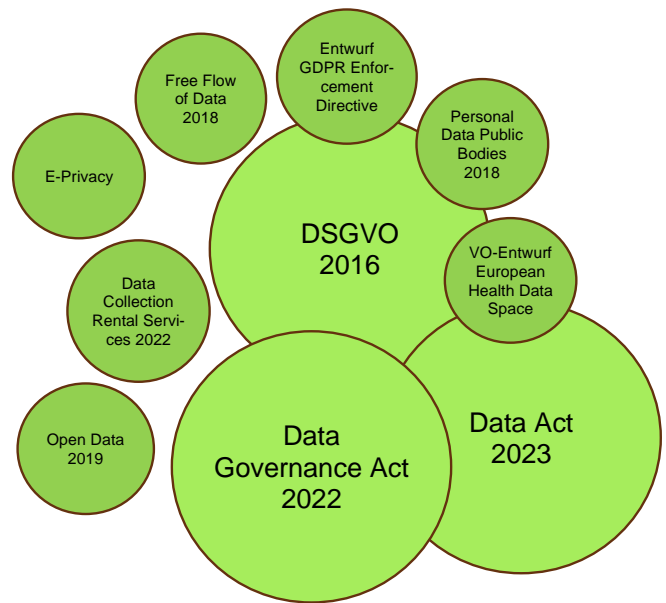 Entwurf
GDPR Enfor-
cement
Directive
Free Flow
of Data
2018
Personal
Data Public
Bodies
2018
E-Privacy
DSGVO
2016
VO-Entwurf
European
Health Data
Space
Data
Collection
Rental Servi-
ces 2022
Open Data
2019
Data
Governance Act
2022
Data Act
2023